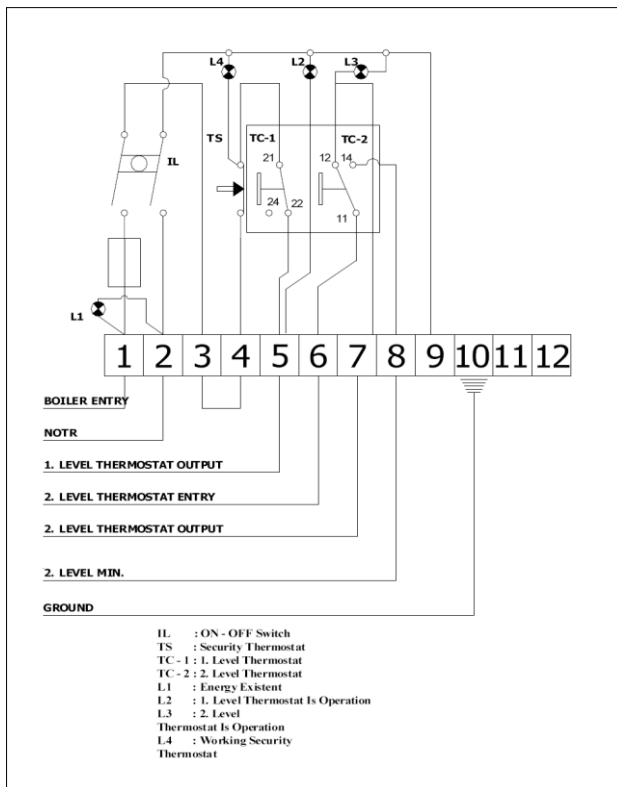 L4
L2
L3
TS
TC-1
TC-2
IL
21
12
14
24
22
11
L1
1 2 3 4 5 6 7 8 9 10 11 12
BOILER ENTRY
NOTR
1. LEVEL THERMOSTAT OUTPUT
2. LEVEL THERMOSTAT ENTRY
2. LEVEL THERMOSTAT OUTPUT
2. LEVEL MIN.
GROUND
IL : ON - OFF Switch
TS : Security Thermostat
TC - 1 : 1. Level Thermostat
TC - 2 : 2. Level Thermostat
L1 : Energy Existent
L2 : 1. Level Thermostat Is Operation
L3 : 2. Level
Thermostat Is Operation
L4 : Working Security
Thermostat